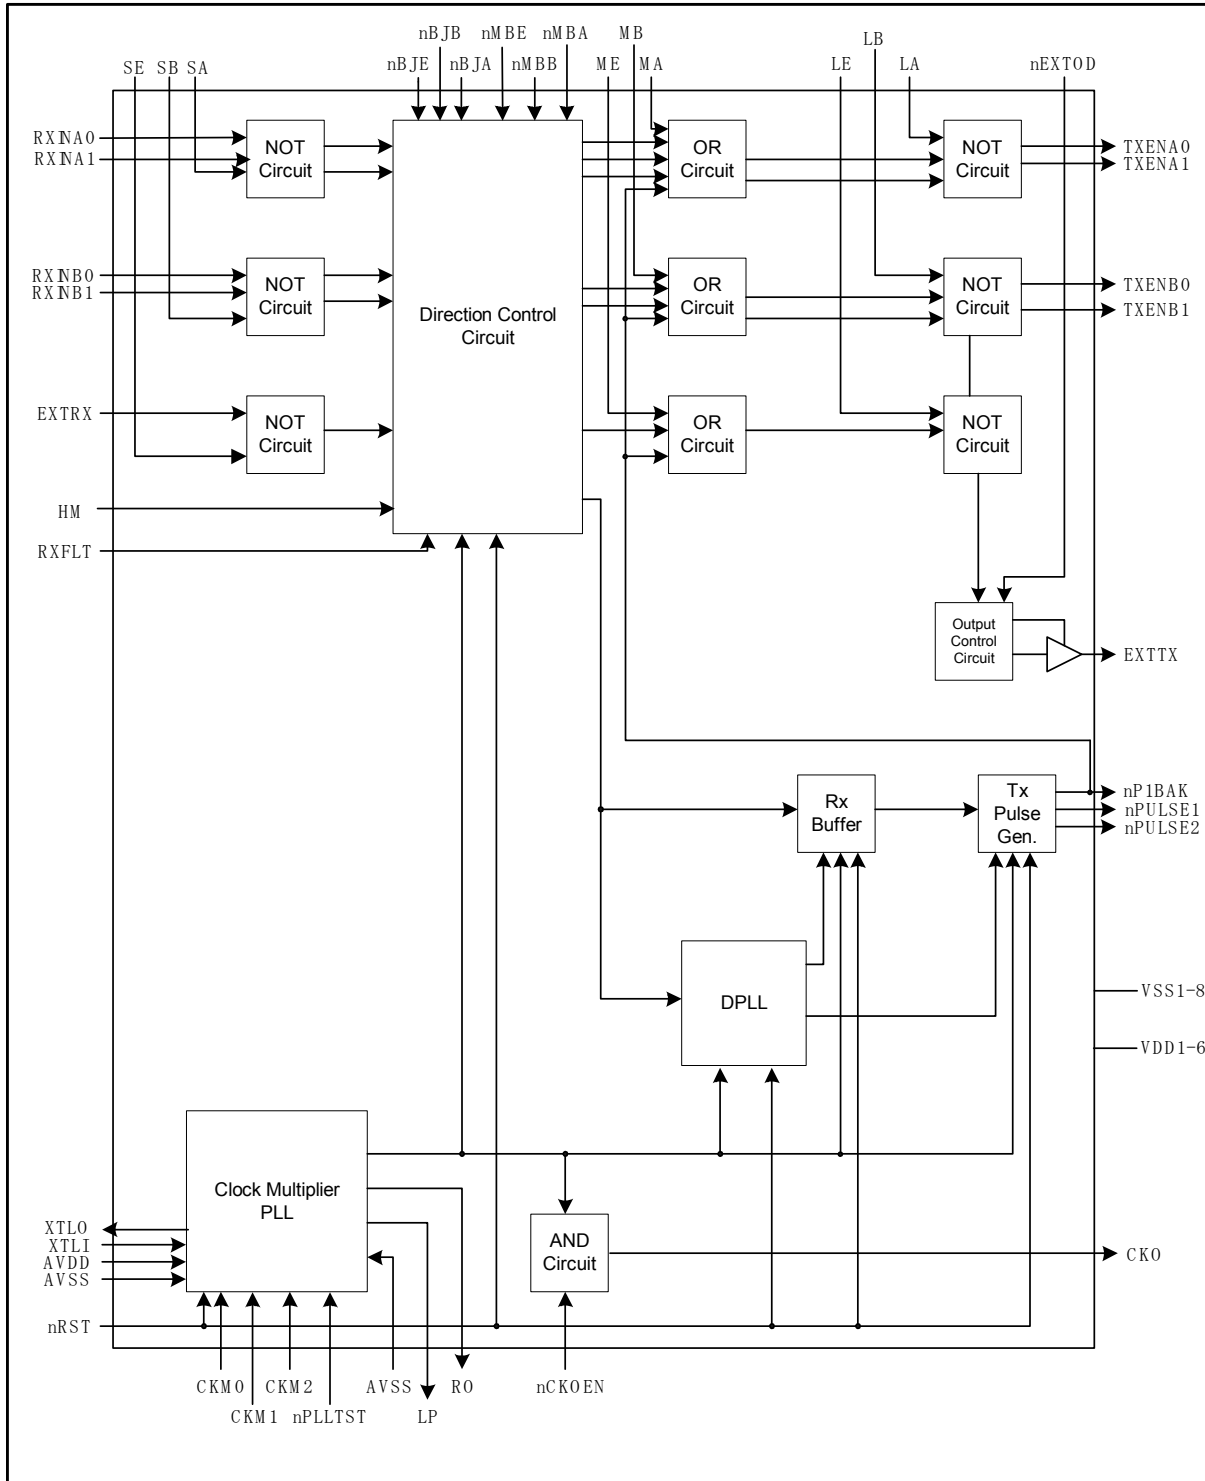 nBJB nMBE nMBA MB LB
SE SB SA nBJE nBJA nMBB ME MA LE LA nEXTOD
RXINA0
RXINA1
NOT
Circuit
OR
Circuit
NOT
Circuit
TXENA0
TXENA1
RXINB0
RXINB1
NOT
Circuit
Direction Control
Circuit
OR
Circuit
NOT
Circuit
TXENB0
TXENB1
EXTRX
NOT
Circuit
OR
Circuit
NOT
Circuit
HM
RXFLT
Output
Control
Circuit
EXTTX
Rx
Buffer
Tx
Pulse
Gen.
nP1BAK
nPULSE1
nPULSE2
DPLL
VSS1-8
VDD1-6
Clock Multiplier
PLL
XTLO
XTLI
AVDD
AVSS
AND
Circuit
CKO
nRST
CKM0 CKM2 AVSS RO nCKOEN
CKM1 nPLLTST LP